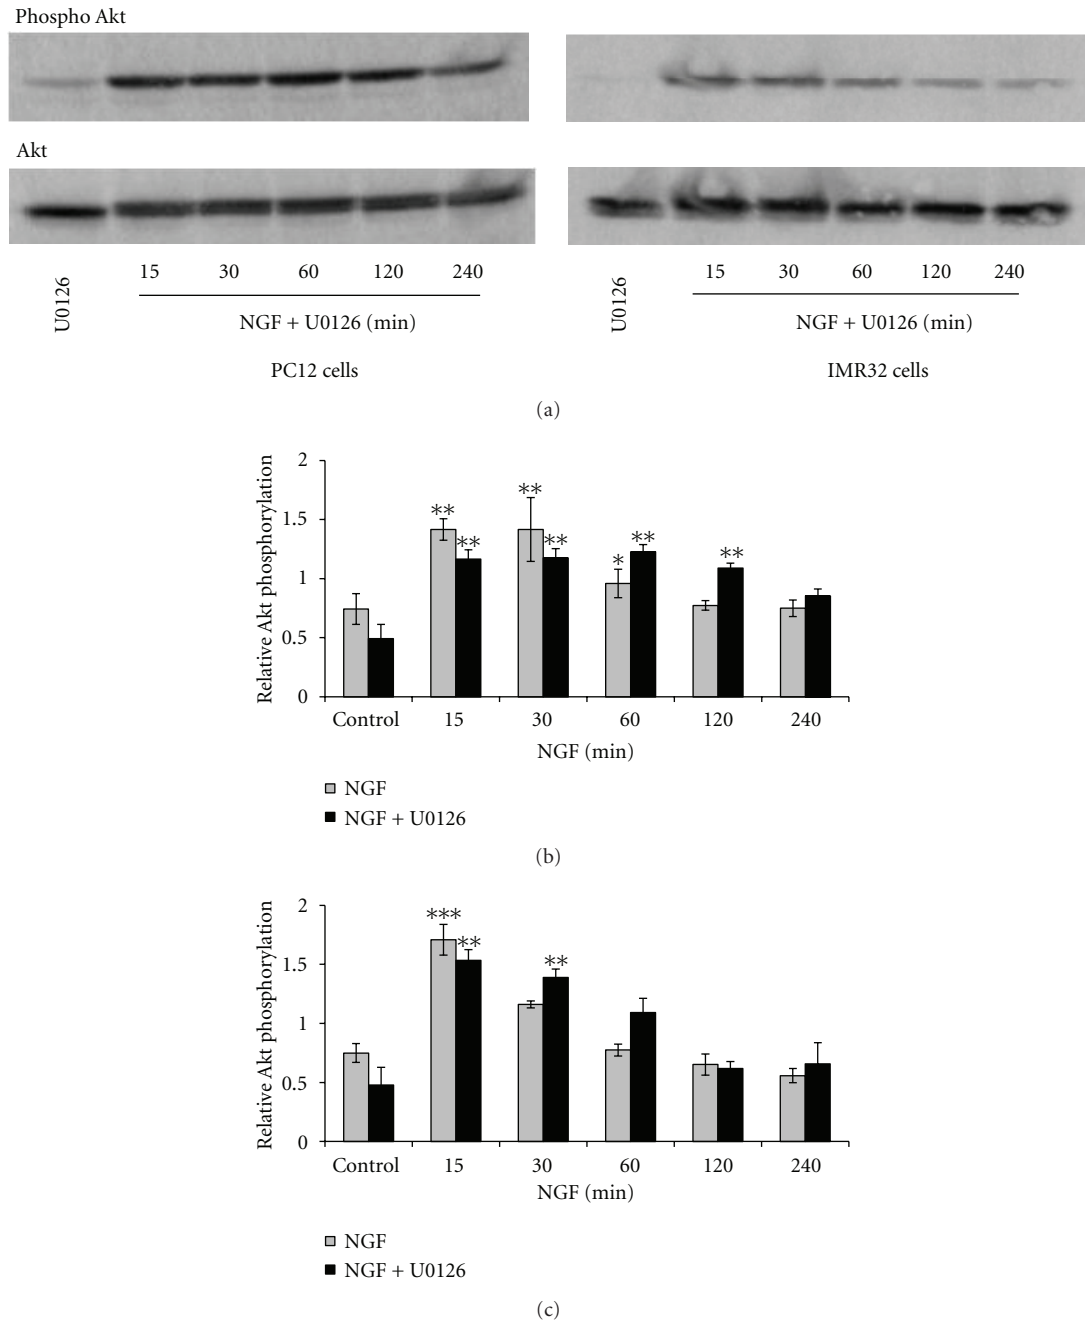 Phospho Akt
Akt
U0126
15 30 60 120 240
NGF + U0126 (min)
PC12 cells
U0126
15 30 60 120 240
NGF + U0126 (min)
IMR32 cells
(a)
Relative Akt phosphorylation
2
1.5
1
0.5
0
** ** ** ** * ** **
Control 15 30 60 120 240
NGF (min)
NGF
NGF + U0126
(b)
Relative Akt phosphorylation
2
1.5
1
0.5
0
*** ** **
Control 15 30 60 120 240
NGF (min)
NGF
NGF + U0126
(c)